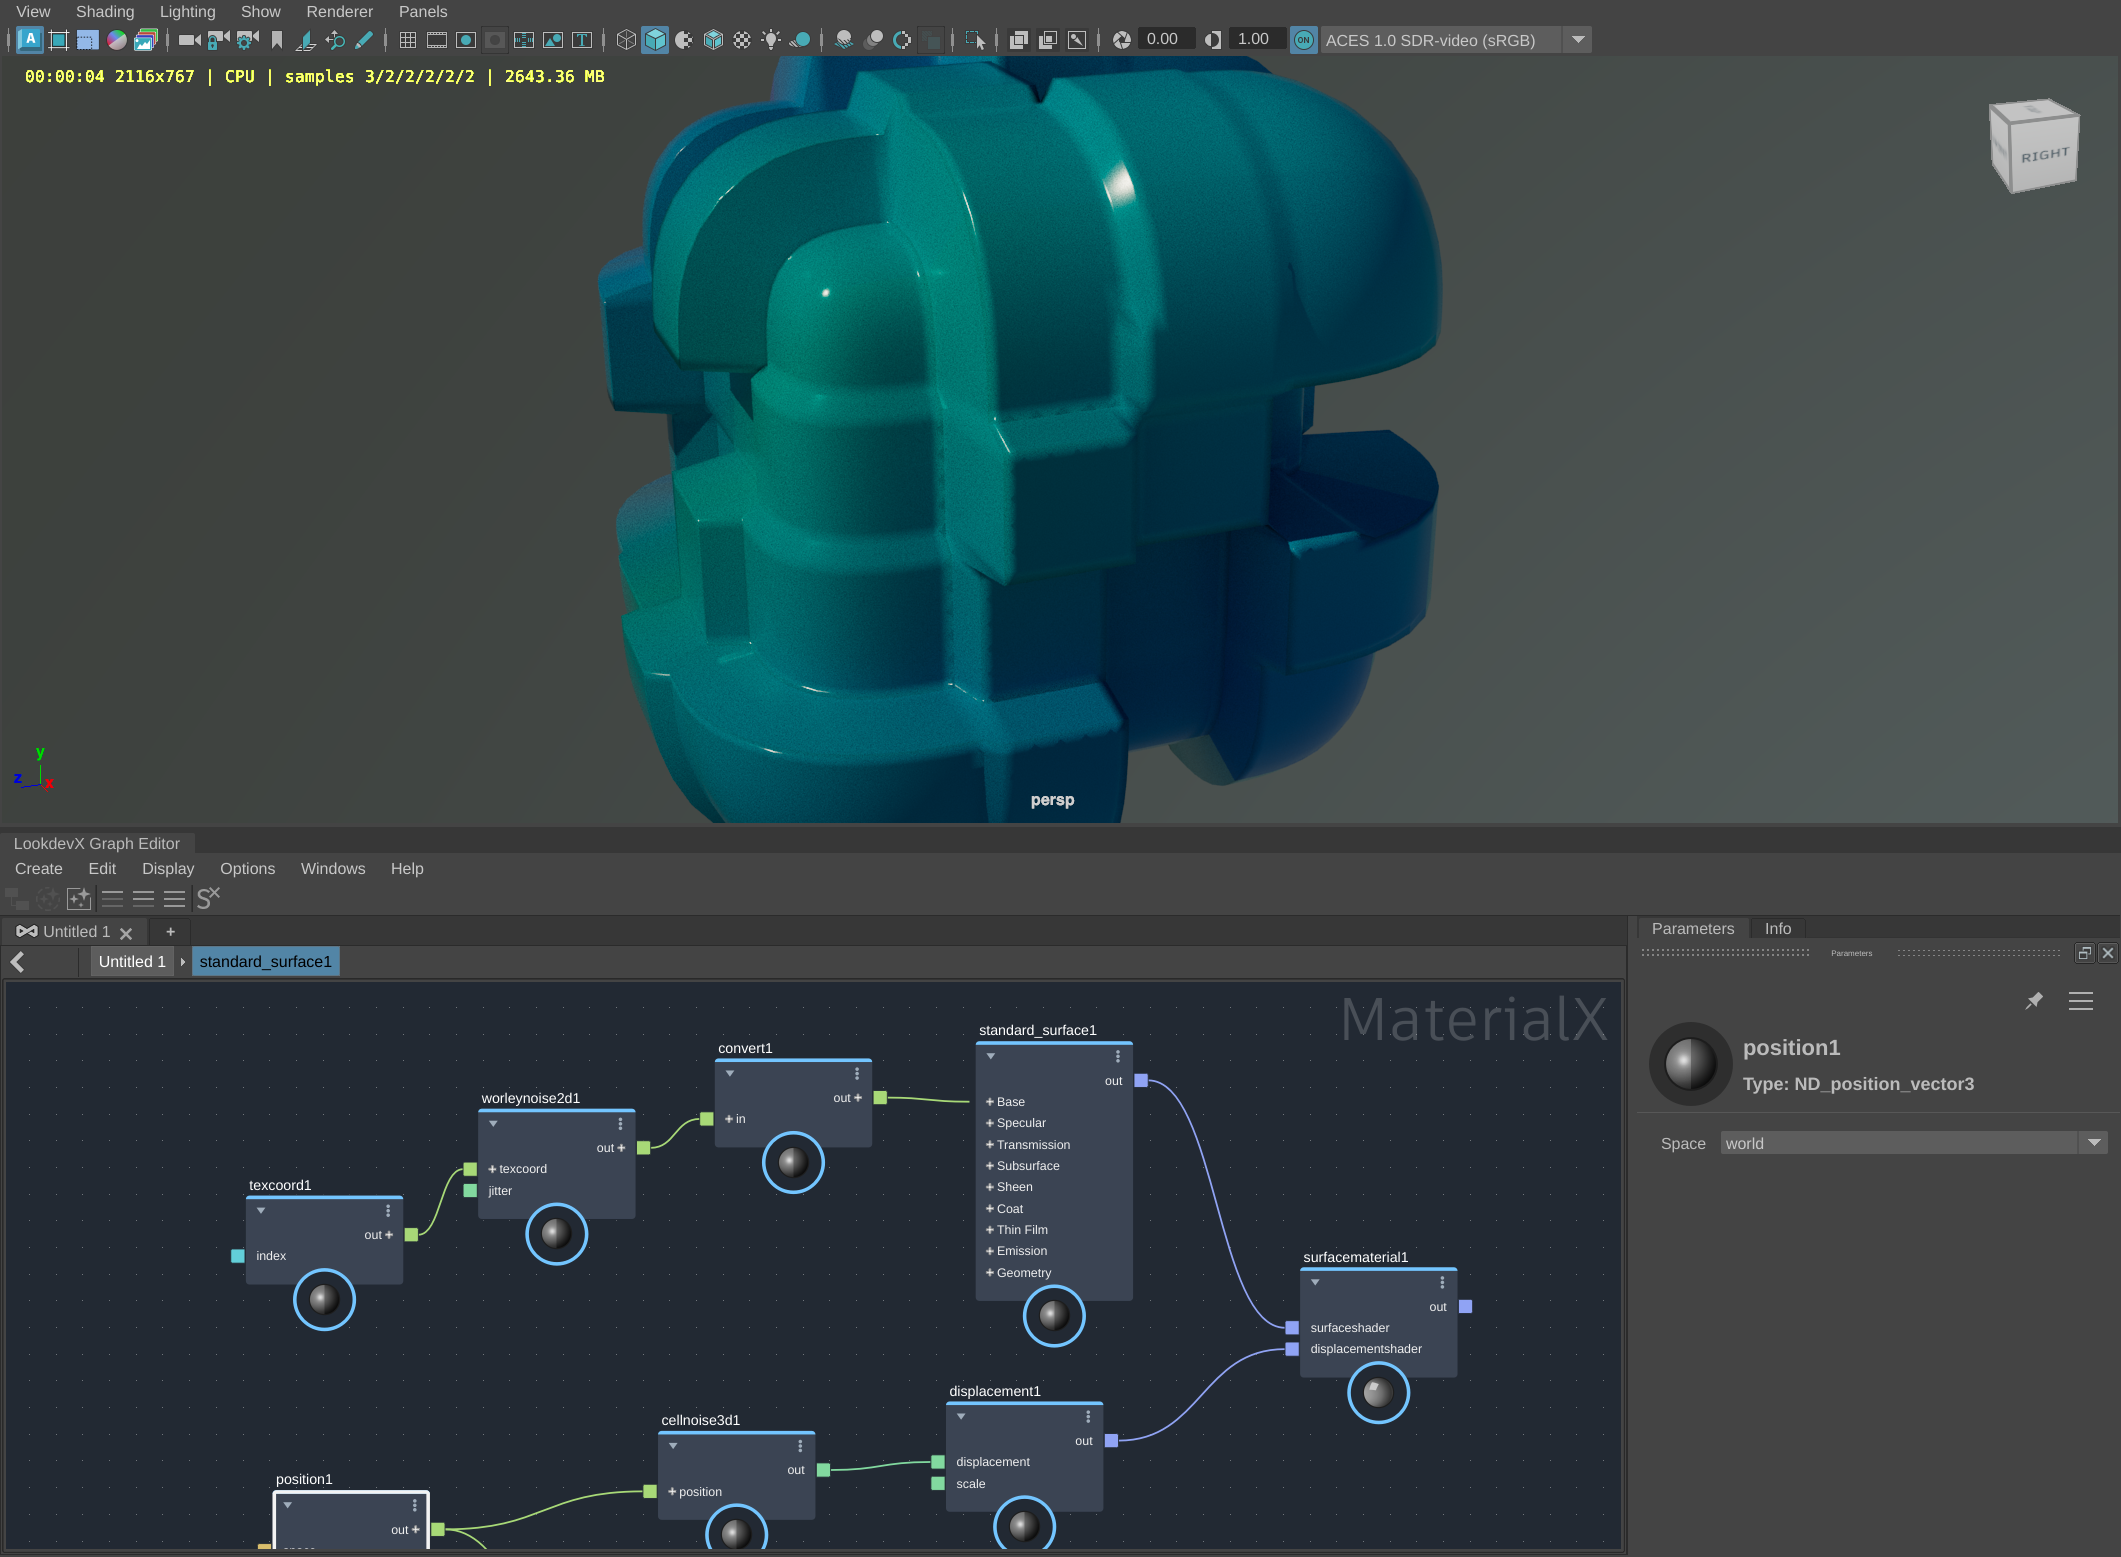 View Shading Lighting Show Renderer Panels
A T 0.00 1.00 ON ACES 1.0 SDR-video (sRGB)
00:00:04 2116x767 | CPU | samples 3/2/2/2/2/2 | 2643.36 MB
RIGHT
y
z x
persp
LookdevX Graph Editor
Create Edit Display Options Windows Help
Untitled 1 +
Untitled 1 standard_surface1
MaterialX
standard_surface1
out
+ Base
+ Specular
+ Transmission
+ Subsurface
+ Sheen
+ Coat
+ Thin Film
+ Emission
+ Geometry
convert1
out +
+ in
worleynoise2d1
out +
+ texcoord
jitter
texcoord1
out +
index
surfacematerial1
out
surfaceshader
displacementshader
displacement1
out
displacement
scale
cellnoise3d1
out
+ position
position1
out +
Parameters Info
Parameters
position1
Type: ND_position_vector3
Space world